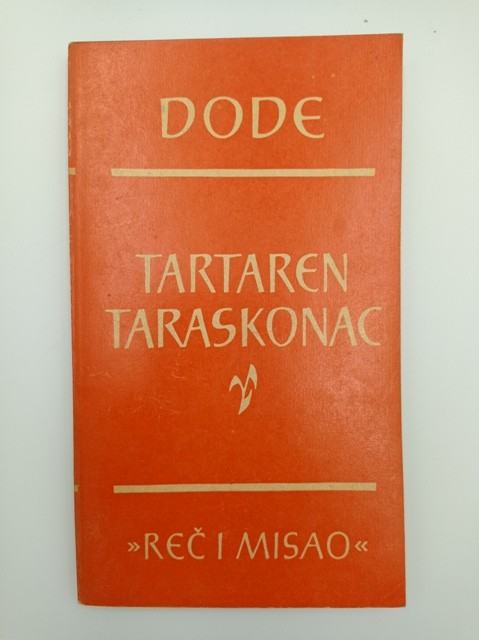 DODE
TARTAREN
TARASKONAC
»REČ I MISAO«